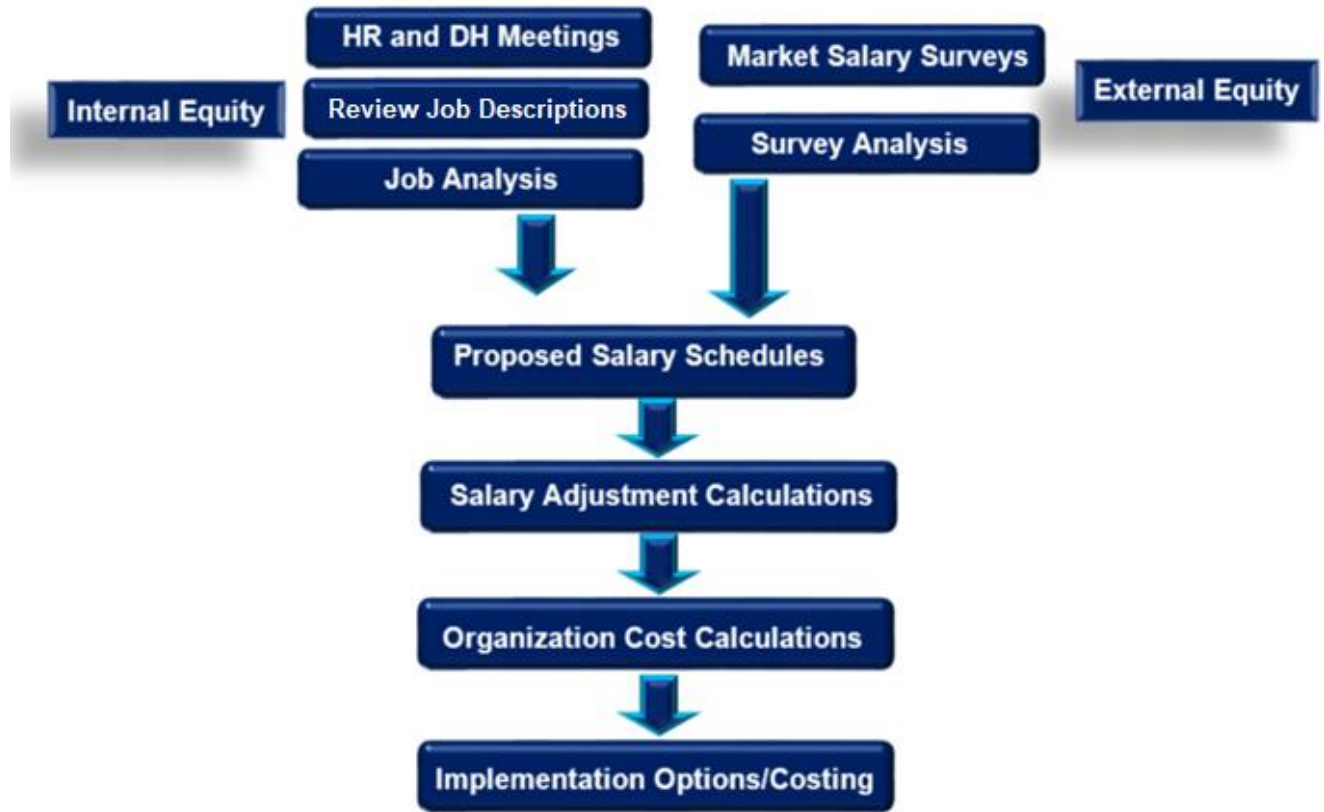 HR and DH Meetings
Internal Equity
Review Job Descriptions
Job Analysis
Market Salary Surveys
External Equity
Survey Analysis
Proposed Salary Schedules
Salary Adjustment Calculations
Organization Cost Calculations
Implementation Options/Costing